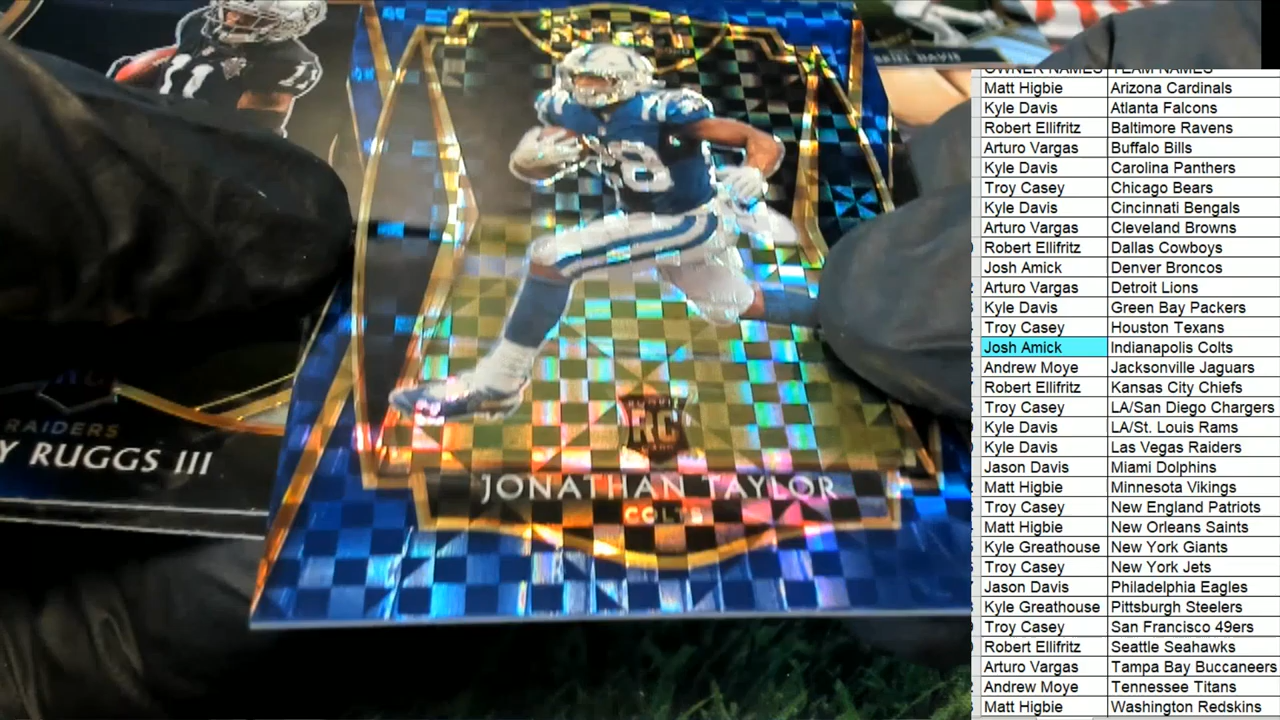 11
RAIDERS
Y RUGGS III
28
RC
JONATHAN TAYLOR
COLTS
OWNER NAMES TEAM NAMES
Matt Higbie Arizona Cardinals
Kyle Davis Atlanta Falcons
Robert Ellifritz Baltimore Ravens
Arturo Vargas Buffalo Bills
Kyle Davis Carolina Panthers
Troy Casey Chicago Bears
Kyle Davis Cincinnati Bengals
Arturo Vargas Cleveland Browns
Robert Ellifritz Dallas Cowboys
Josh Amick Denver Broncos
Arturo Vargas Detroit Lions
Kyle Davis Green Bay Packers
Troy Casey Houston Texans
Josh Amick Indianapolis Colts
Andrew Moye Jacksonville Jaguars
Robert Ellifritz Kansas City Chiefs
Troy Casey LA/San Diego Chargers
Kyle Davis LA/St. Louis Rams
Kyle Davis Las Vegas Raiders
Jason Davis Miami Dolphins
Matt Higbie Minnesota Vikings
Troy Casey New England Patriots
Matt Higbie New Orleans Saints
Kyle Greathouse New York Giants
Troy Casey New York Jets
Jason Davis Philadelphia Eagles
Kyle Greathouse Pittsburgh Steelers
Troy Casey San Francisco 49ers
Robert Ellifritz Seattle Seahawks
Arturo Vargas Tampa Bay Buccaneers
Andrew Moye Tennessee Titans
Matt Higbie Washington Redskins